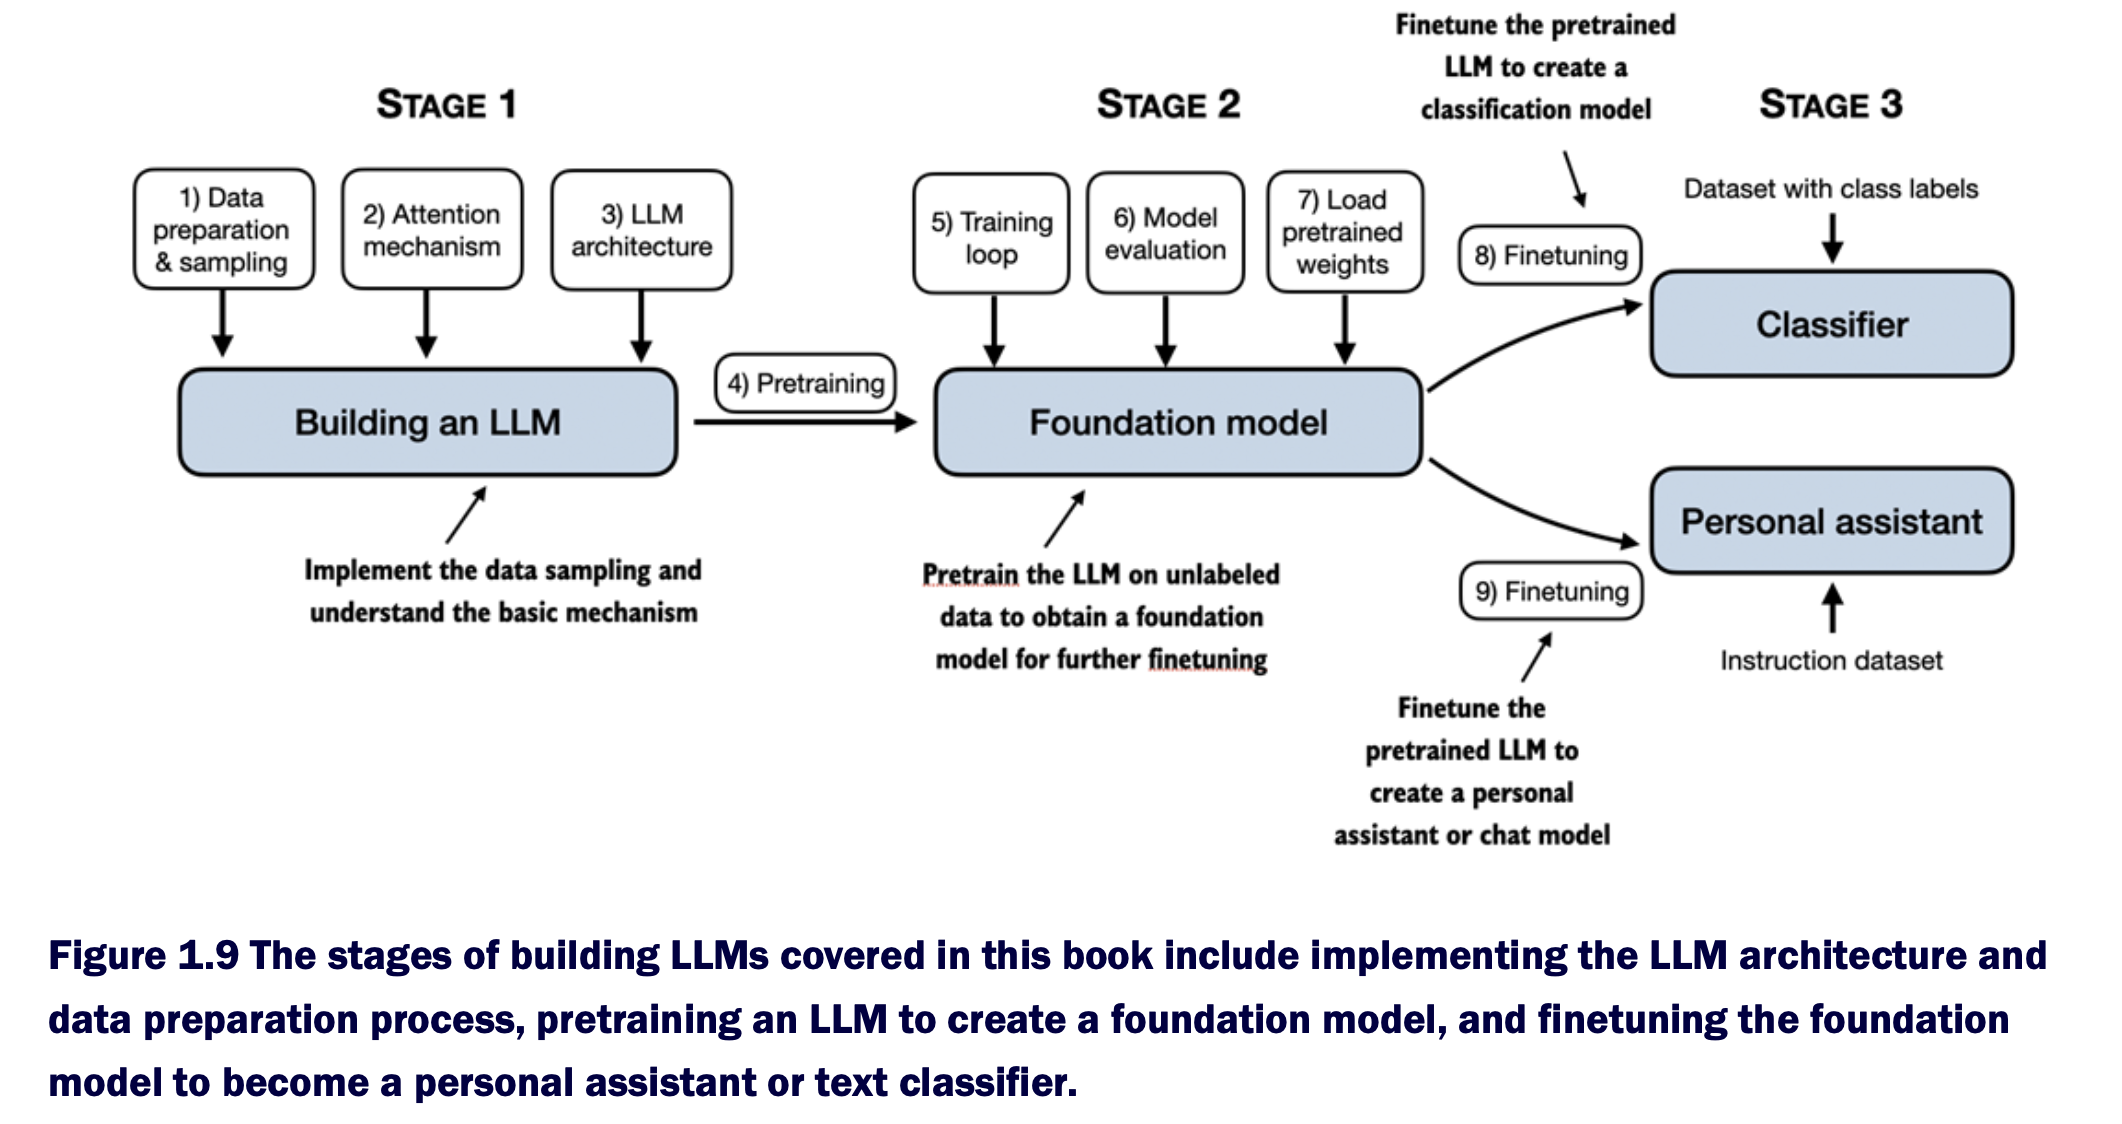 STAGE 1
1) Data
preparation
& sampling
2) Attention
mechanism
3) LLM
architecture
Building an LLM
Implement the data sampling and
understand the basic mechanism
4) Pretraining
STAGE 2
5) Training
loop
6) Model
evaluation
7) Load
pretrained
weights
Foundation model
Pretrain the LLM on unlabeled
data to obtain a foundation
model for further finetuning
Finetune the pretrained
LLM to create a
classification model
8) Finetuning
STAGE 3
Dataset with class labels
Classifier
Personal assistant
9) Finetuning
Instruction dataset
Finetune the
pretrained LLM to
create a personal
assistant or chat model
Figure 1.9 The stages of building LLMs covered in this book include implementing the LLM architecture and
data preparation process, pretraining an LLM to create a foundation model, and finetuning the foundation
model to become a personal assistant or text classifier.